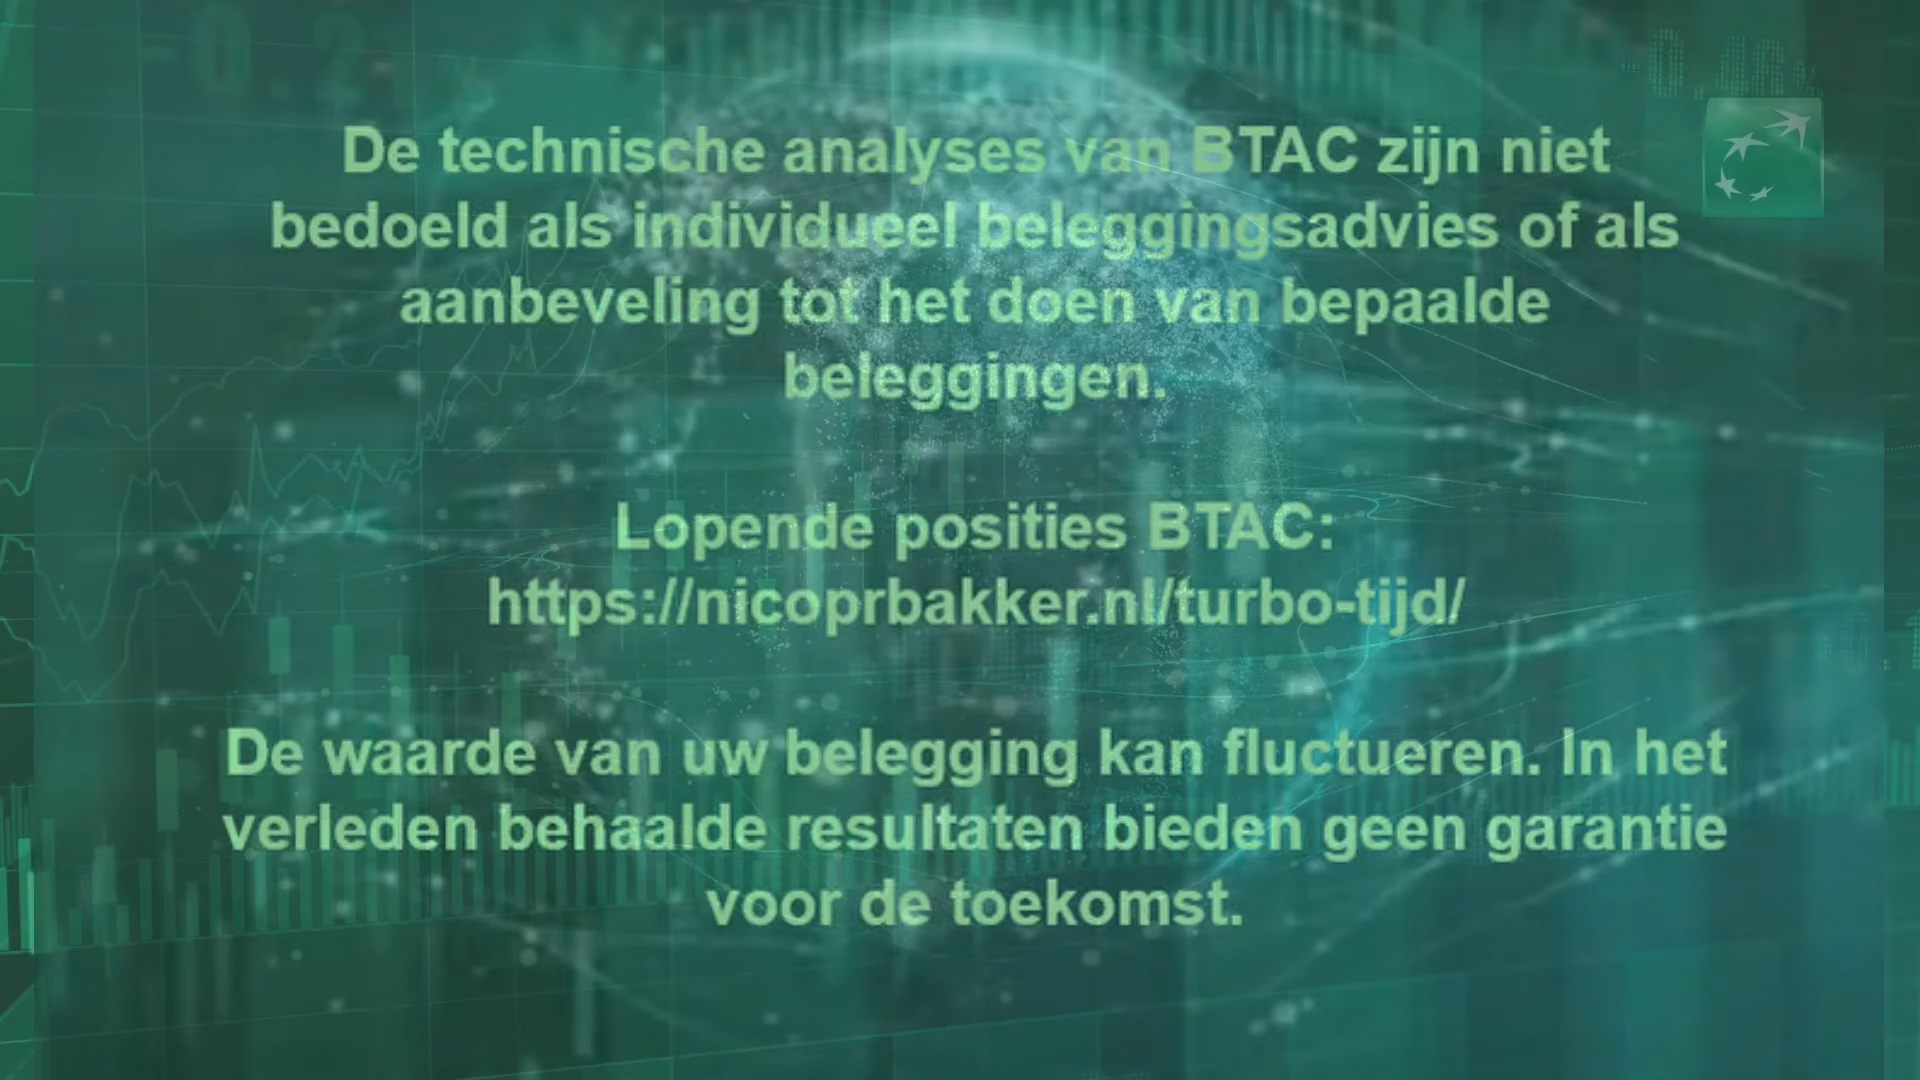 De technische analyses van BTAC zijn niet
bedoeld als individueel beleggingsadvies of als
aanbeveling tot het doen van bepaalde
beleggingen.
Lopende posities BTAC:
https://nicoprbakker.nl/turbo-tijd/
De waarde van uw belegging kan fluctueren. In het
verleden behaalde resultaten bieden geen garantie
voor de toekomst.